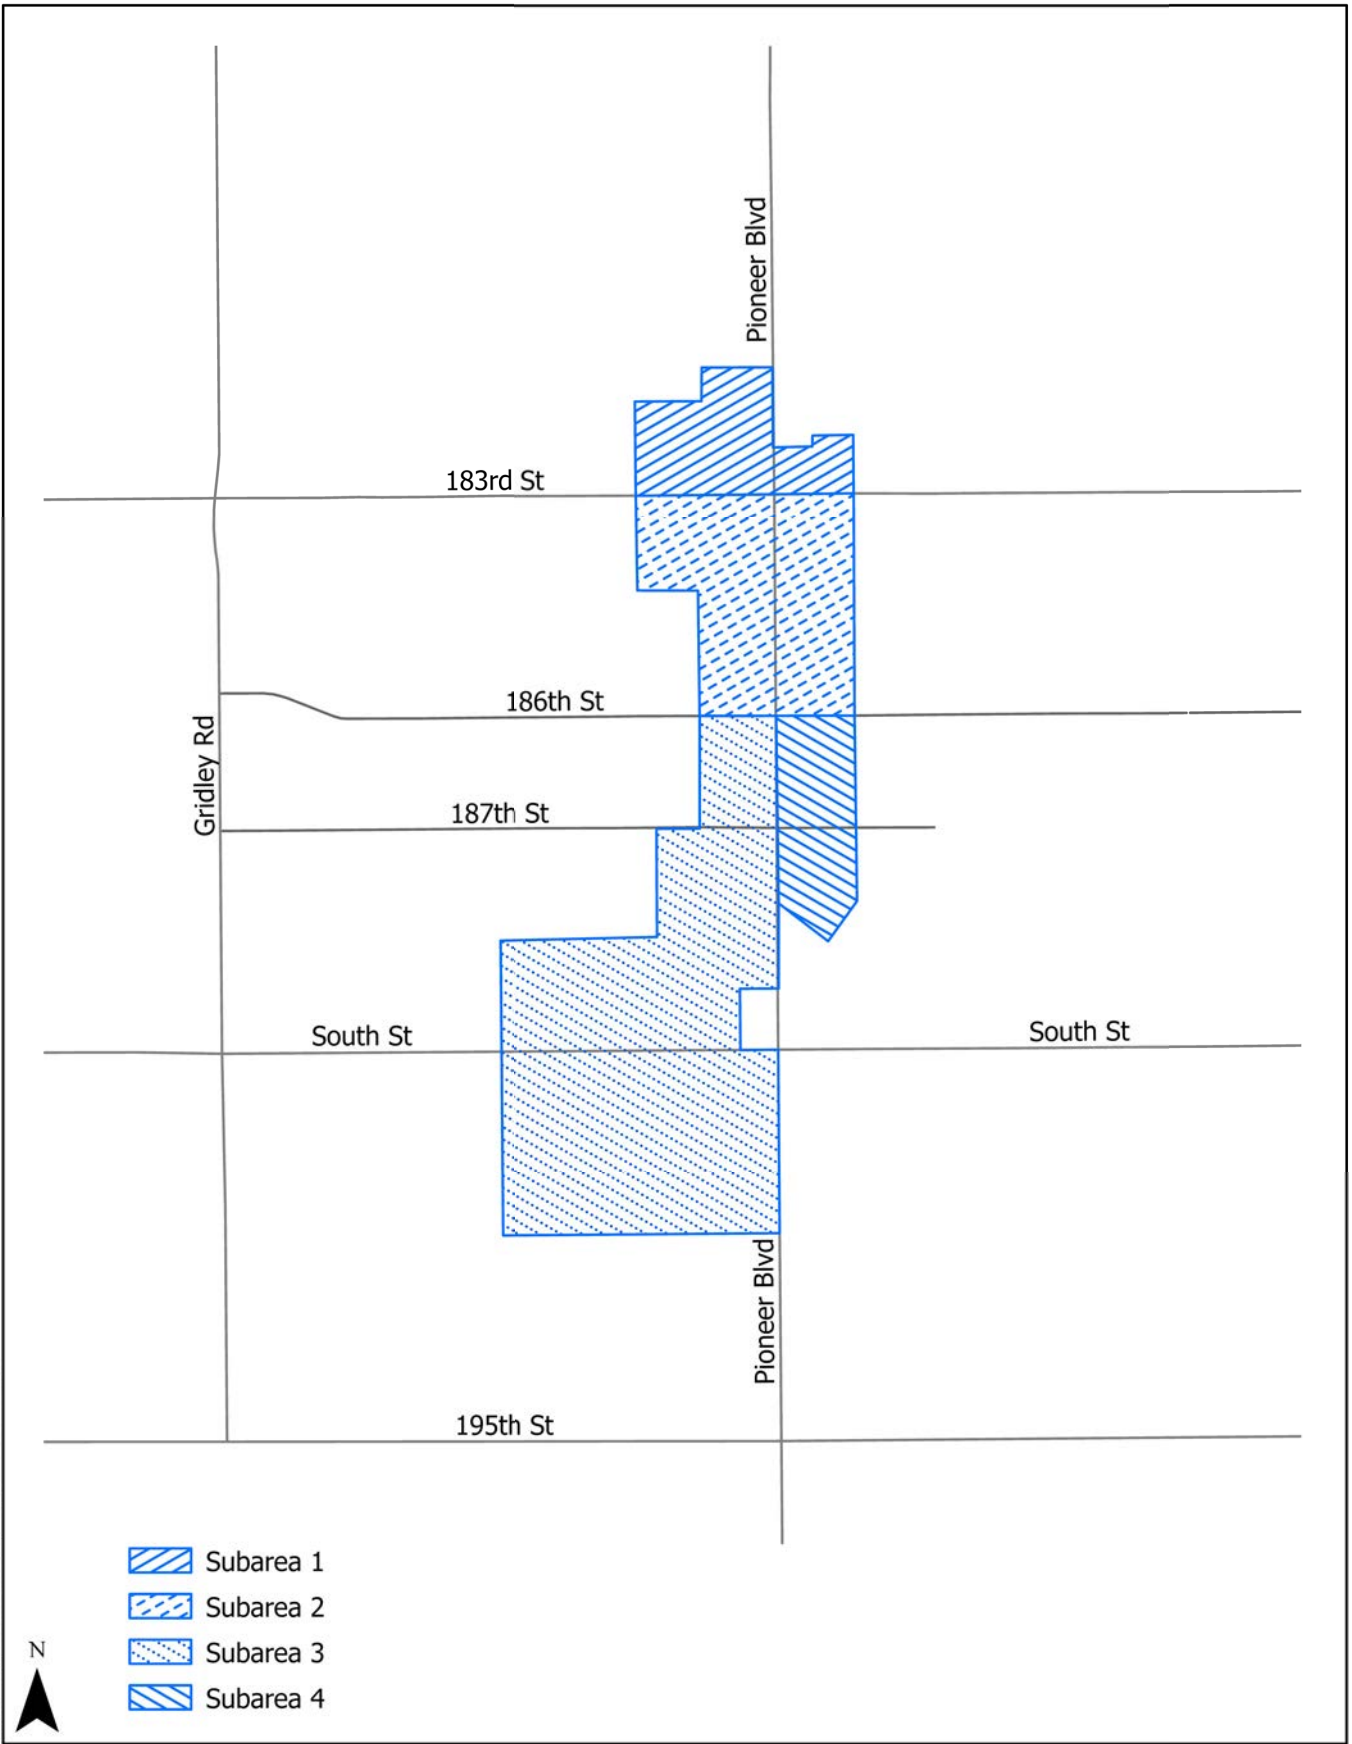 Pioneer Blvd
183rd St
186th St
Gridley Rd
187th St
South St
South St
Pioneer Blvd
195th St
Subarea 1
Subarea 2
Subarea 3
Subarea 4
N